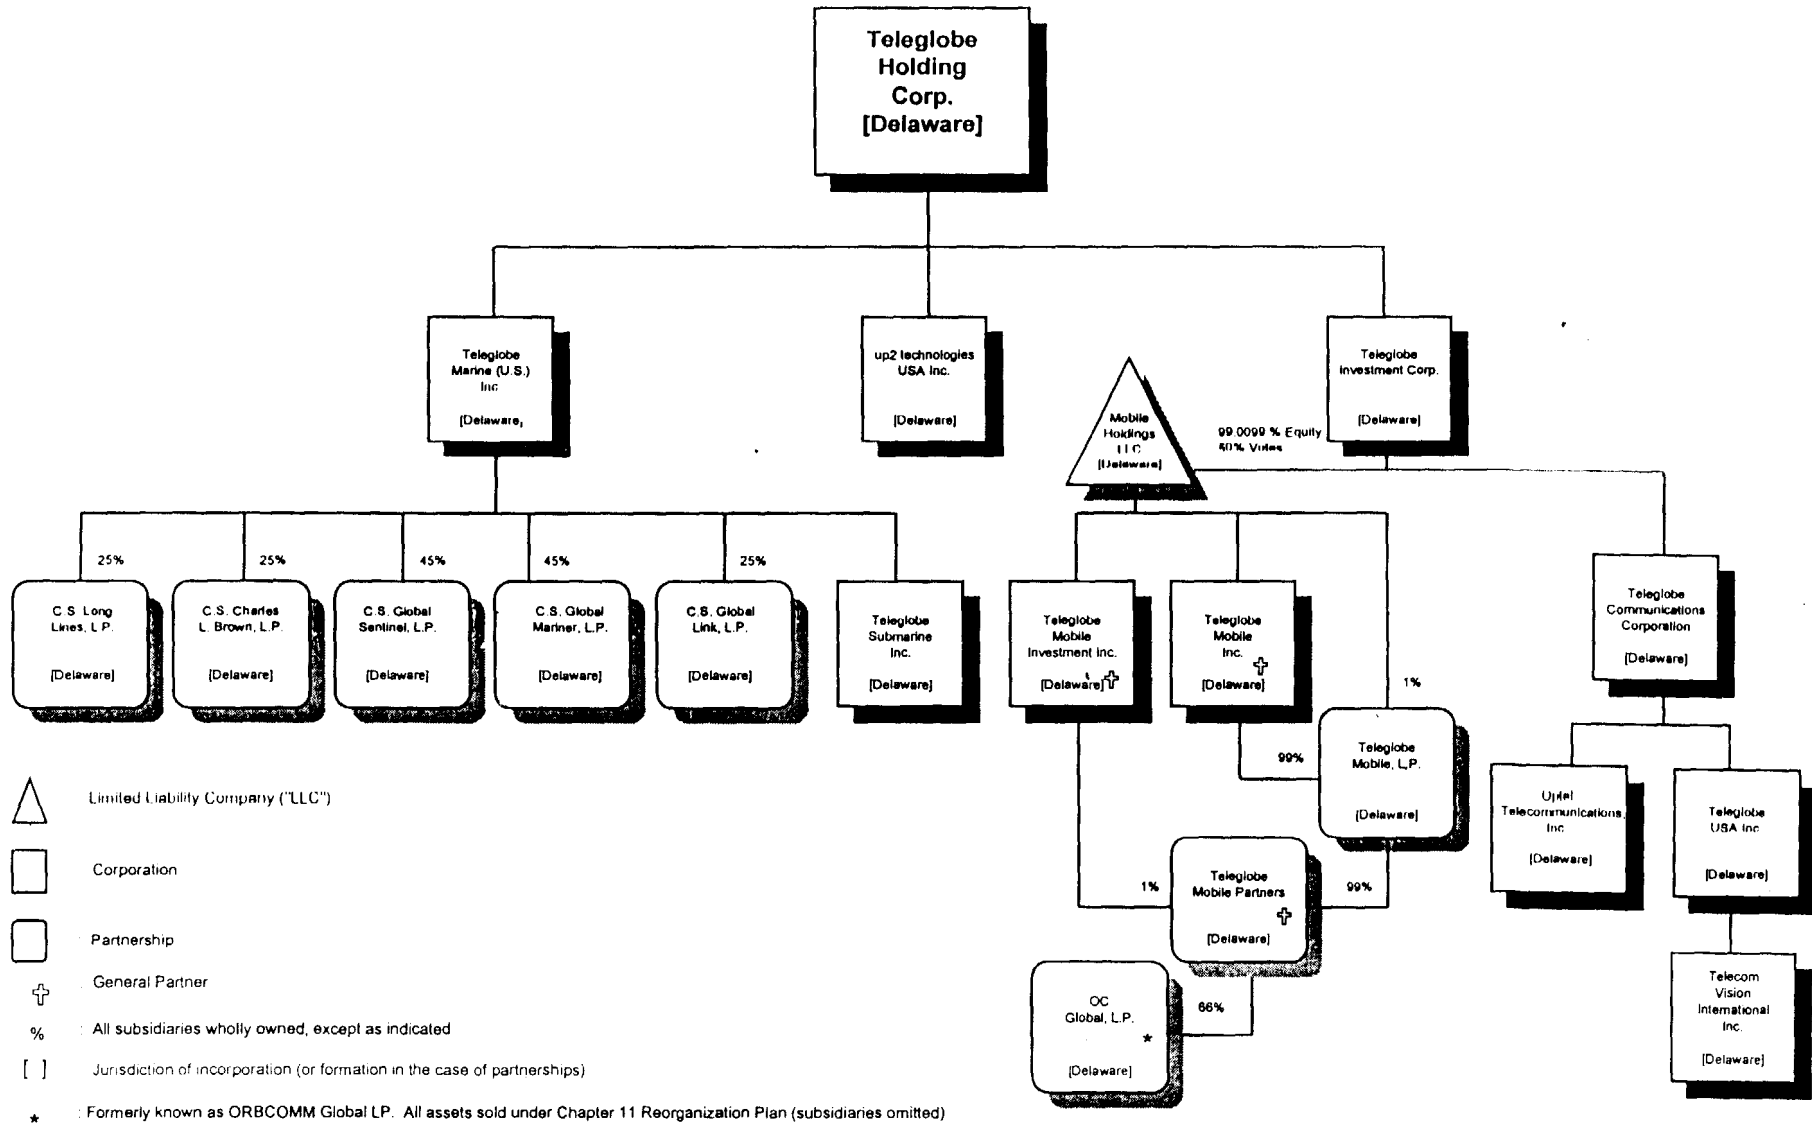 Teleglobe
Holding
Corp.
[Delaware]
Teleglobe
Marine (U.S.)
Inc
[Delaware,
up2 technologies
USA Inc.
[Delaware]
Teleglobe
Investment Corp.
[Delaware]
Mobile
Holdings
LLC
[Delaware]
99.0099 % Equity
50% Votes
25%
25%
45%
45%
25%
C.S. Long
Lines, L.P.
[Delaware]
C.S. Charles
L. Brown, L.P.
[Delaware]
C.S. Global
Sentinel, L.P.
[Delaware]
C.S. Global
Mariner, L.P.
[Delaware]
C.S. Global
Link, L.P.
[Delaware]
Teleglobe
Submarine
Inc.
[Delaware]
Teleglobe
Mobile
Investment Inc.
[Delaware]
Teleglobe
Mobile
Inc.
[Delaware]
1%
Teleglobe
Communications
Corporation
[Delaware]
99%
Teleglobe
Mobile, L.P.
[Delaware]
Telecommunications,
Inc
[Delaware]
Teleglobe
USA Inc
[Delaware]
1%
Teleglobe
Mobile Partners
[Delaware]
99%
OC
Global, L.P.
*
[Delaware]
66%
Telecom
Vision
International
Inc.
[Delaware]
Limited Liability Company ("LLC")
Corporation
Partnership
General Partner
% : All subsidiaries wholly owned, except as indicated
[ ] Jurisdiction of incorporation (or formation in the case of partnerships)
* : Formerly known as ORBCOMM Global LP. All assets sold under Chapter 11 Reorganization Plan (subsidiaries omitted)